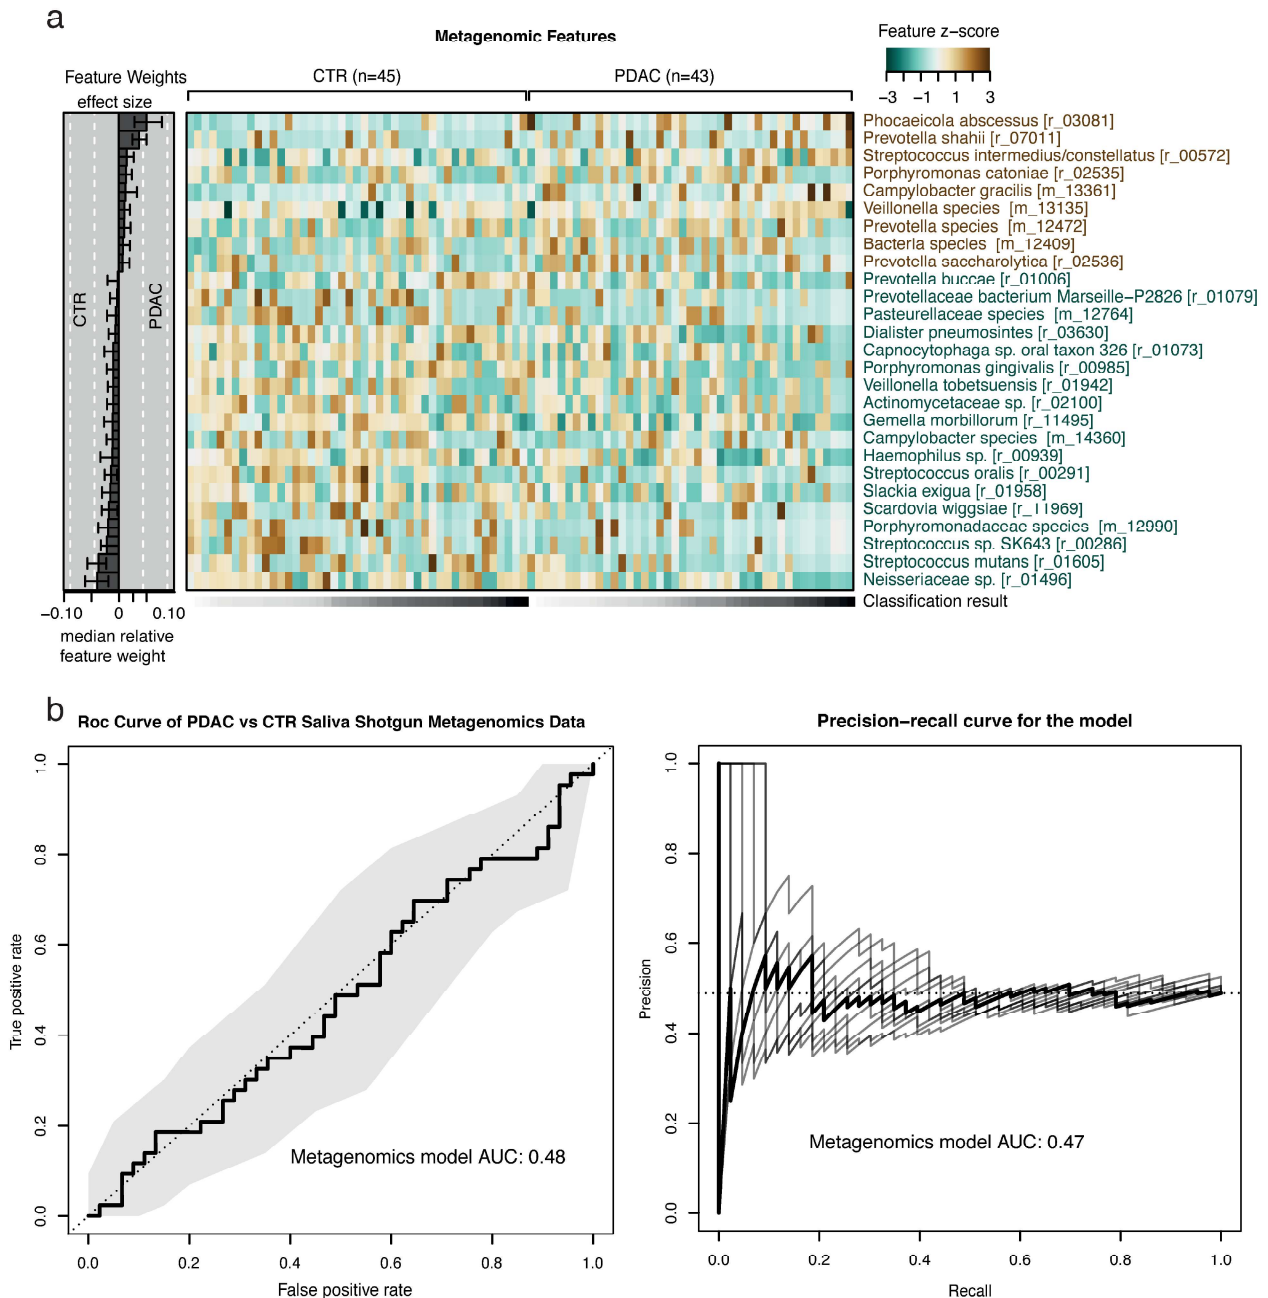 a
Metagenomic Features
Feature z−score
Feature Weights
CTR (n=45)
PDAC (n=43)
effect size
−3 −1 1 3
Phocaeicola abscessus [r_03081]
Prevotella shahii [r_07011]
Streptococcus intermedius/constellatus [r_00572]
Porphyromonas catoniae [r_02535]
Campylobacter gracilis [m_13361]
Veillonella species [m_13135]
Prevotella species [m_12472]
Bacteria species [m_12409]
Prevotella saccharolytica [r_02536]
Prevotella buccae [r_01006]
Prevotellaceae bacterium Marseille−P2826 [r_01079]
Pasteurellaceae species [m_12764]
Dialister pneumosintes [r_03630]
Capnocytophaga sp. oral taxon 326 [r_01073]
Porphyromonas gingivalis [r_00985]
Veillonella tobetsuensis [r_01942]
Actinomycetaceae sp. [r_02100]
Gemella morbillorum [r_11495]
Campylobacter species [m_14360]
Haemophilus sp. [r_00939]
Streptococcus oralis [r_00291]
Slackia exigua [r_01958]
Scardovia wiggsiae [r_11969]
Porphyromonadaceae species [m_12990]
Streptococcus sp. SK643 [r_00286]
Streptococcus mutans [r_01605]
Neisseriaceae sp. [r_01496]
CTR
PDAC
Classification result
−0.10 0 0.10
median relative
feature weight
b
Roc Curve of PDAC vs CTR Saliva Shotgun Metagenomics Data
True positive rate
1.0
0.8
0.6
0.4
0.2
0.0
Metagenomics model AUC: 0.48
0.0 0.2 0.4 0.6 0.8 1.0
False positive rate
Precision−recall curve for the model
Precision
1.0
0.8
0.6
0.4
0.2
0.0
Metagenomics model AUC: 0.47
0.0 0.2 0.4 0.6 0.8 1.0
Recall